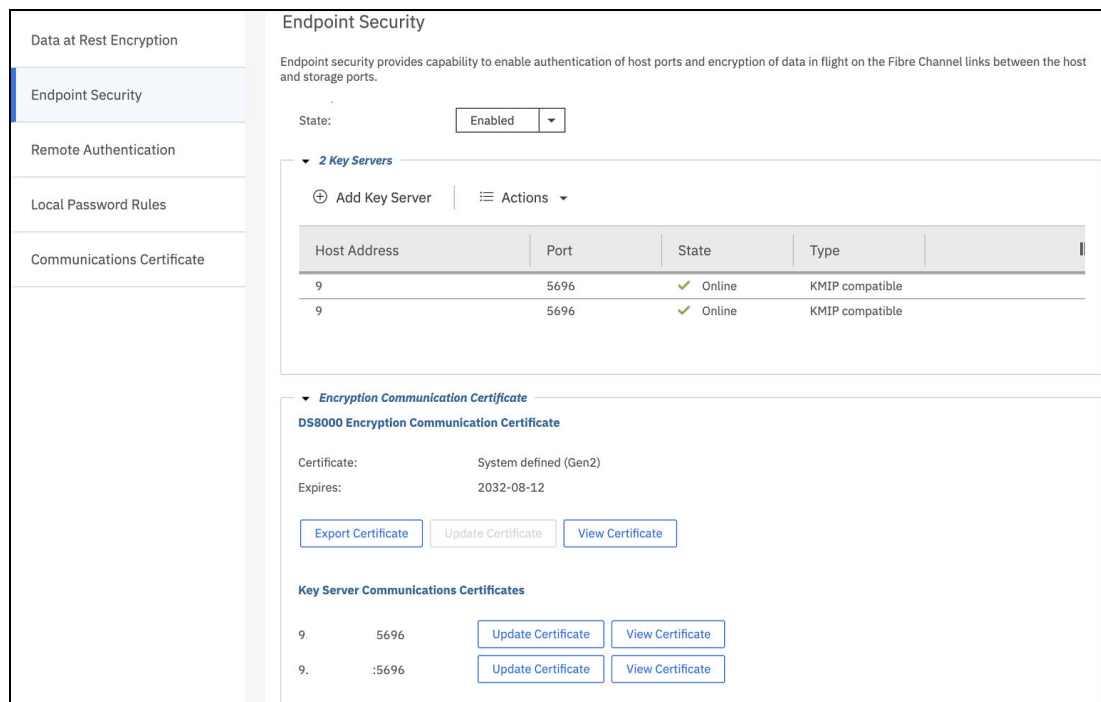 Data at Rest Encryption
Endpoint Security
Remote Authentication
Local Password Rules
Communications Certificate
Endpoint Security
Endpoint security provides capability to enable authentication of host ports and encryption of data in flight on the Fibre Channel links between the host
and storage ports.
State: Enabled
2 Key Servers
Add Key Server Actions
Host Address Port State Type
9 5696 Online KMIP compatible
9 5696 Online KMIP compatible
Encryption Communication Certificate
DS8000 Encryption Communication Certificate
Certificate: System defined (Gen2)
Expires: 2032-08-12
Export Certificate Update Certificate View Certificate
Key Server Communications Certificates
9. 5696 Update Certificate View Certificate
9. :5696 Update Certificate View Certificate